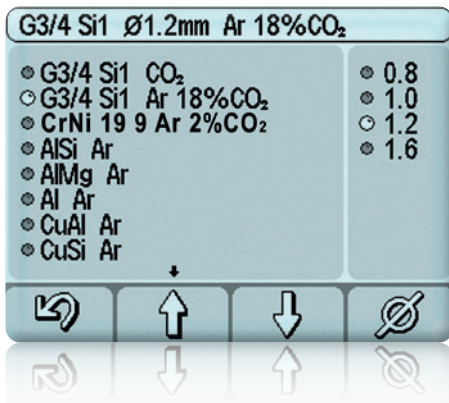 G3/4 Si1 Ø1.2mm Ar 18%CO₂
G3/4 Si1 CO₂
G3/4 Si1 Ar 18%CO₂
CrNi 19 9 Ar 2%CO₂
AlSi Ar
AlMg Ar
Al Ar
CuAl Ar
CuSi Ar
0.8
1.0
1.2
1.6